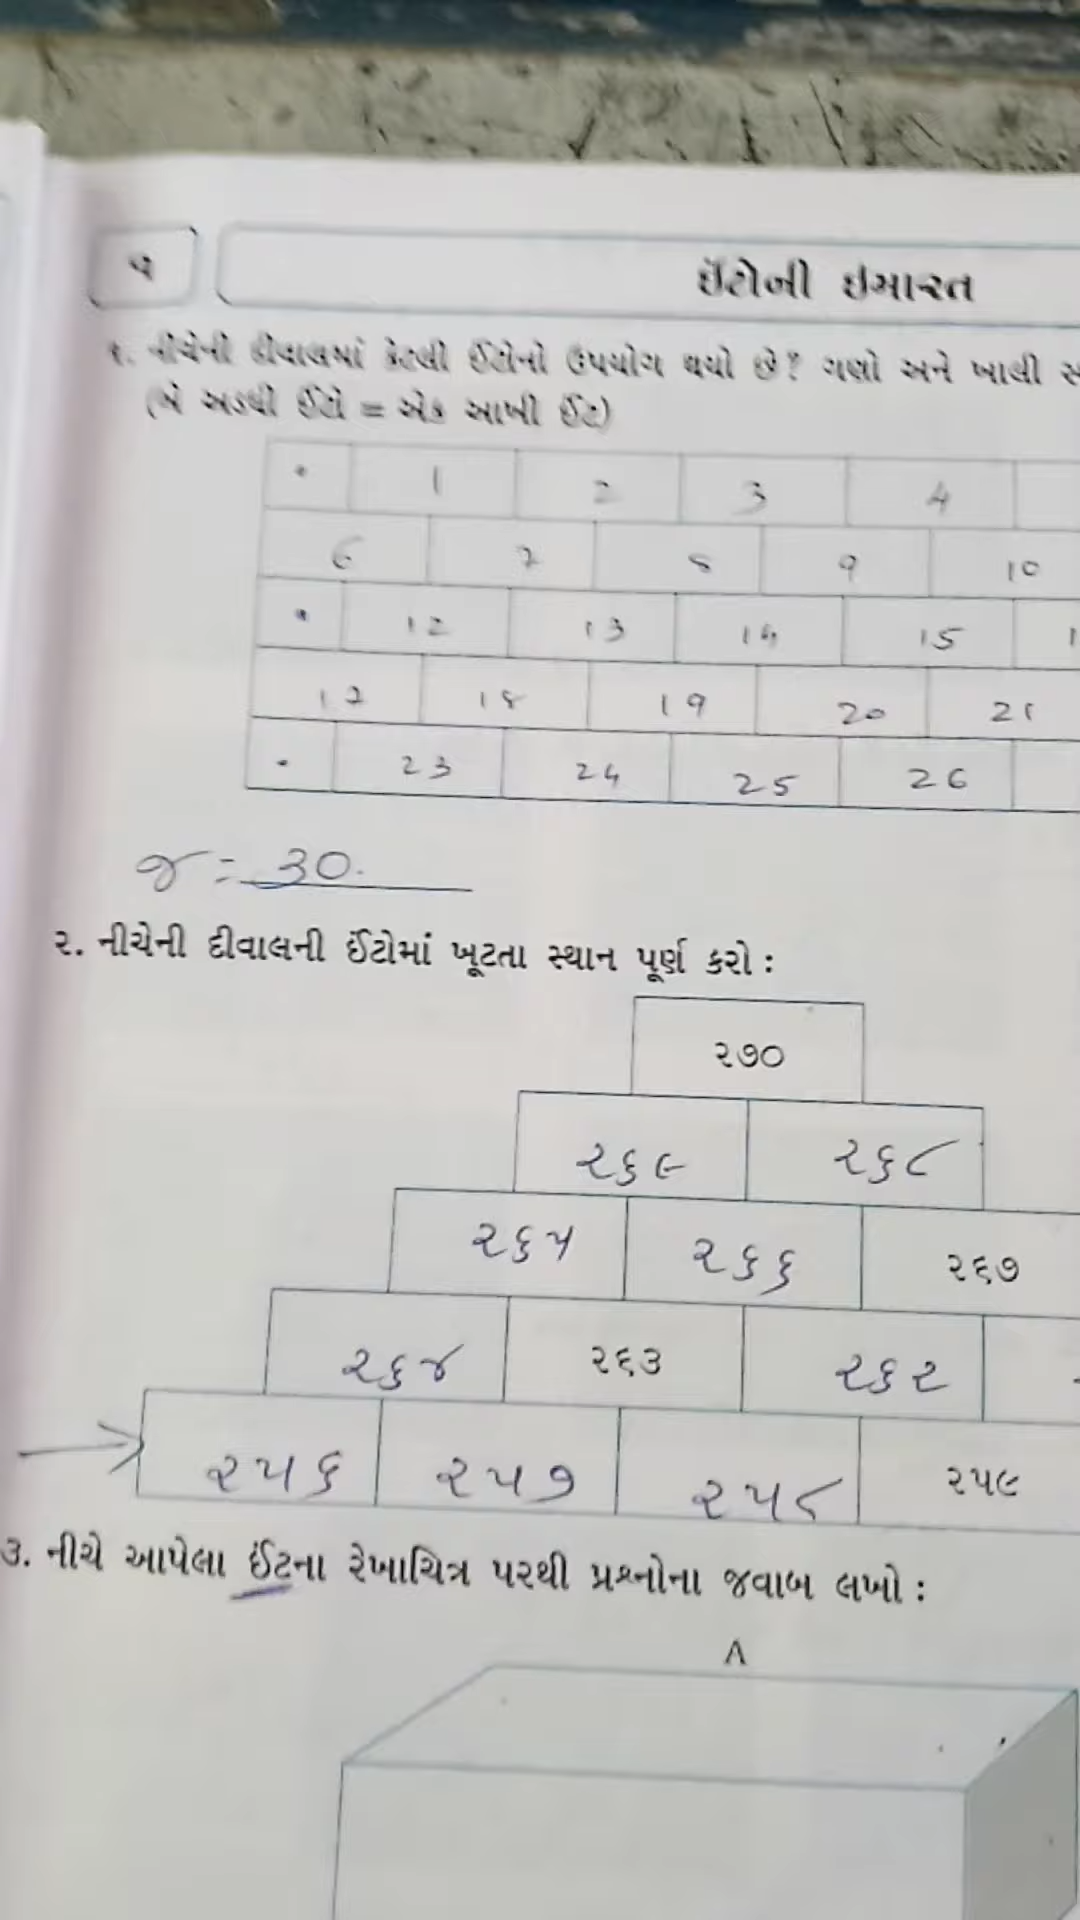 ૫
ઈંટોની ઇમારત
૧. નીચેની દીવાલમાં કેટલી ઈંટોનો ઉપયોગ થયો છે? ગણો અને ખાલી
(બે અડધી ઈંટો = એક આખી ઈંટ)
1 2 3 4
6 7 8 9 10
12 13 14 15
17 18 19 20 21
23 24 25 26
જ = 30.
૨. નીચેની દીવાલની ઈંટોમાં ખૂટતા સ્થાન પૂર્ણ કરો :
૨૭૦
૨૬૯ ૨૬૮
૨૬૫ ૨૬૬ ૨૬૭
૨૬૪ ૨૬૩ ૨૬૨
૨૫૬ ૨૫૭ ૨૫૮ ૨૫૯
૩. નીચે આપેલા ઈંટના રેખાચિત્ર પરથી પ્રશ્નોના જવાબ લખો :
A